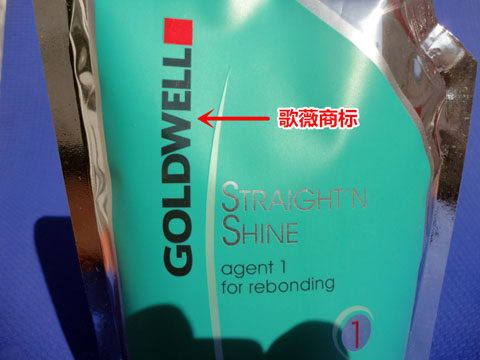 GOLDWELL
歌薇商标
STRAIGHT'N
SHINE
agent 1
for rebonding
1